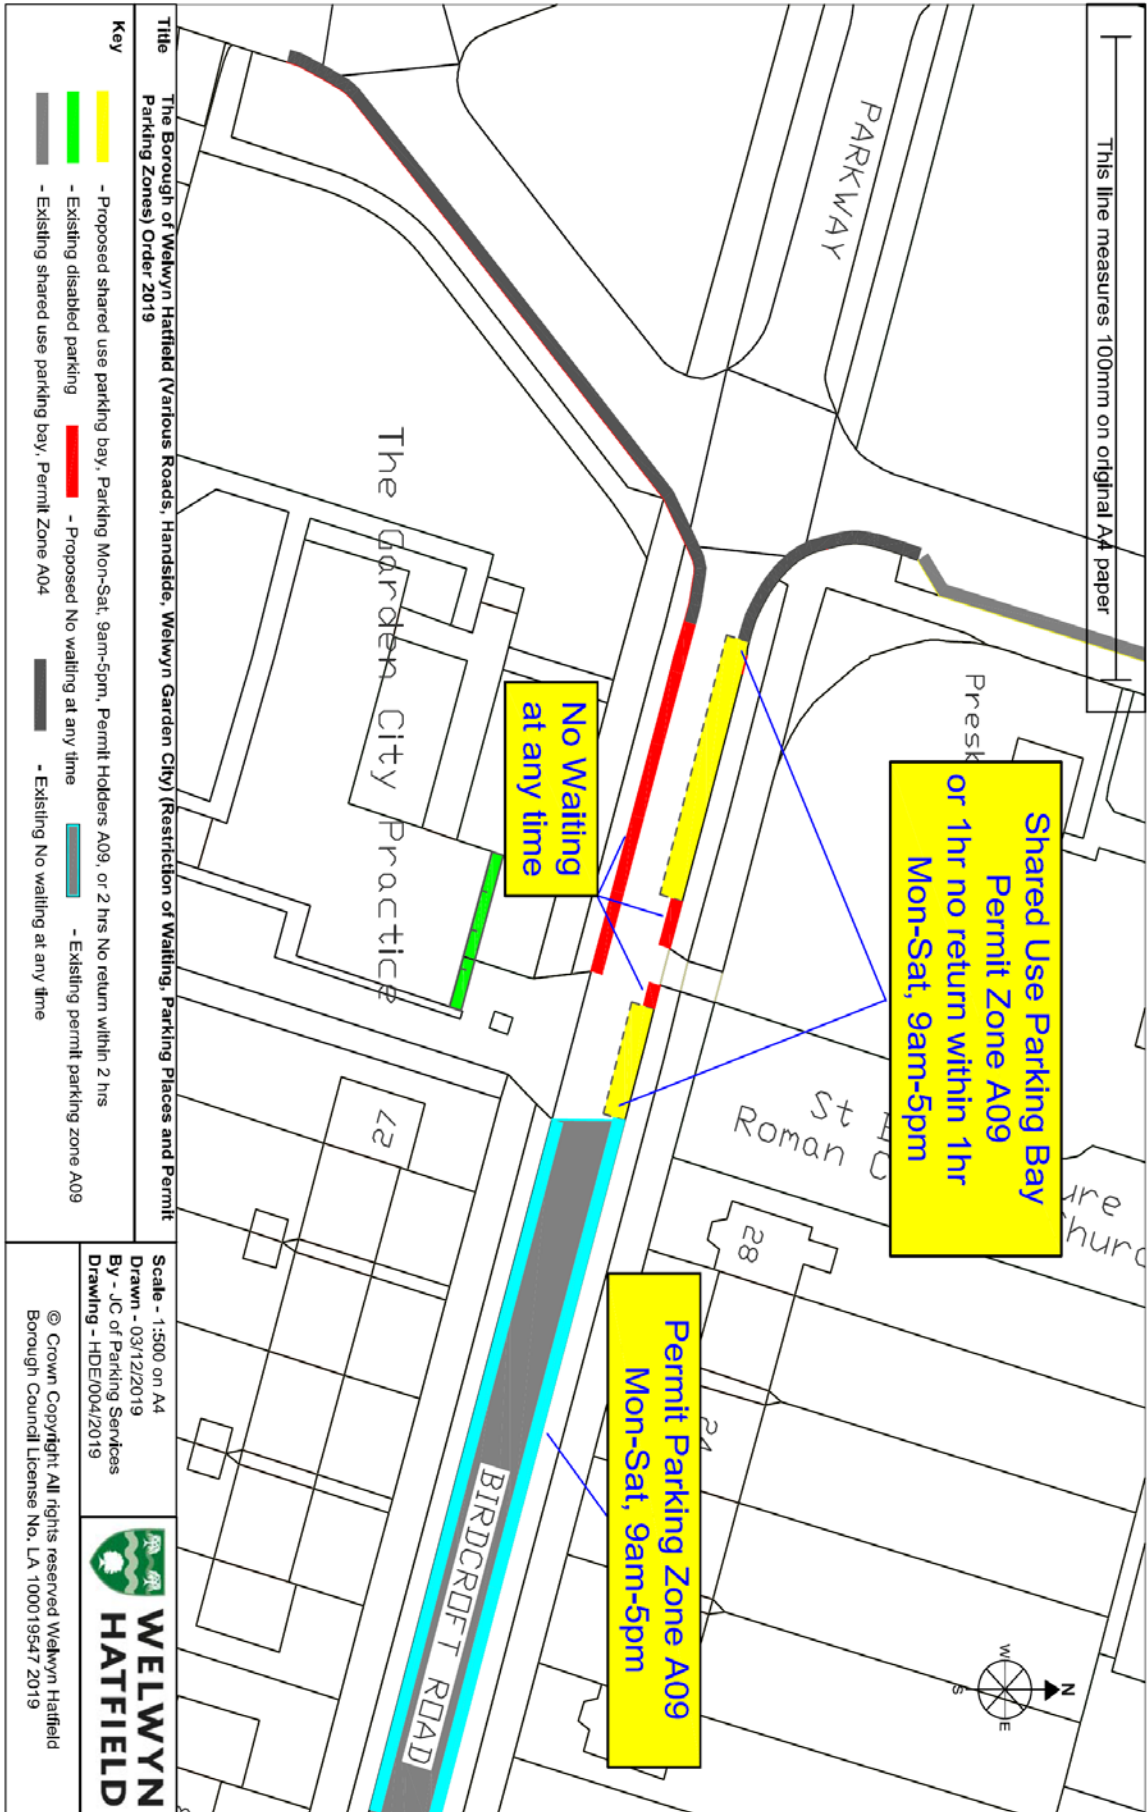 This line measures 100mm on original A4 paper
PARKWAY
Presk
Shared Use Parking Bay
Permit Zone A09
or 1hr no return within 1hr
Mon-Sat, 9am-5pm
No Waiting
at any time
The Garden City Practice
St
Roman C
ure
hurc
28
27
24
Permit Parking Zone A09
Mon-Sat, 9am-5pm
BIRDCROFT ROAD
N
W
E
S
Title
The Borough of Welwyn Hatfield (Various Roads, Handside, Welwyn Garden City) (Restriction of Waiting, Parking Places and Permit
Parking Zones) Order 2019
Key
- Proposed shared use parking bay, Parking Mon-Sat, 9am-5pm, Permit Holders A09, or 2 hrs No return within 2 hrs
- Existing disabled parking
- Proposed No waiting at any time
- Existing permit parking zone A09
- Existing shared use parking bay, Permit Zone A04
- Existing No waiting at any time
Scale - 1:500 on A4
Drawn - 03/12/2019
By - JC of Parking Services
Drawing - HDE/004/2019
WELWYN
HATFIELD
© Crown Copyright All rights reserved Welwyn Hatfield
Borough Council License No. LA 100019547 2019